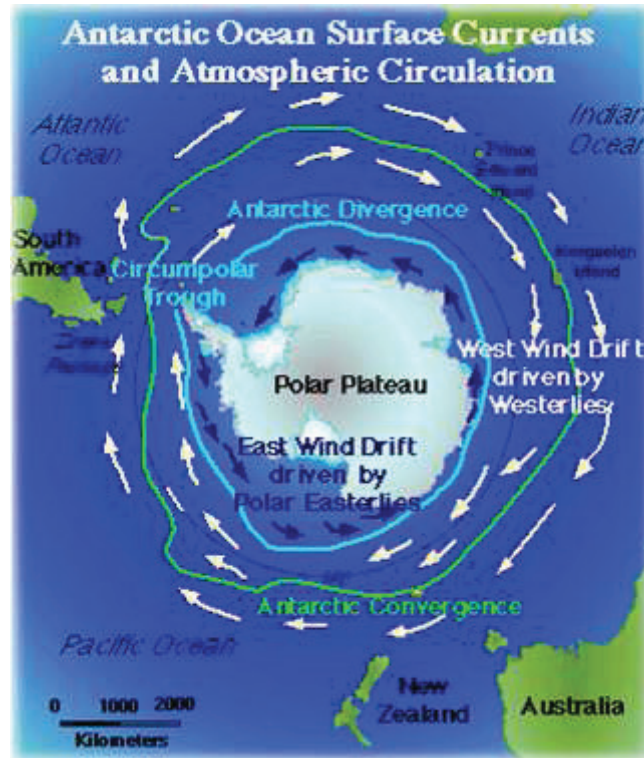 Antarctic Ocean Surface Currents
and Atmospheric Circulation
Atlantic
Ocean
Indian
Ocean
Prince
Island
Antarctic Divergence
South
America
Circumpolar
Trough
Kerguelen
Island
Drake
Passage
West Wind Drift
driven by
Westerlies
Polar Plateau
East Wind Drift
driven by
Polar Easterlies
Antarctic Convergence
Pacific Ocean
New
Zealand
Australia
0 1000 2000
Kilometers